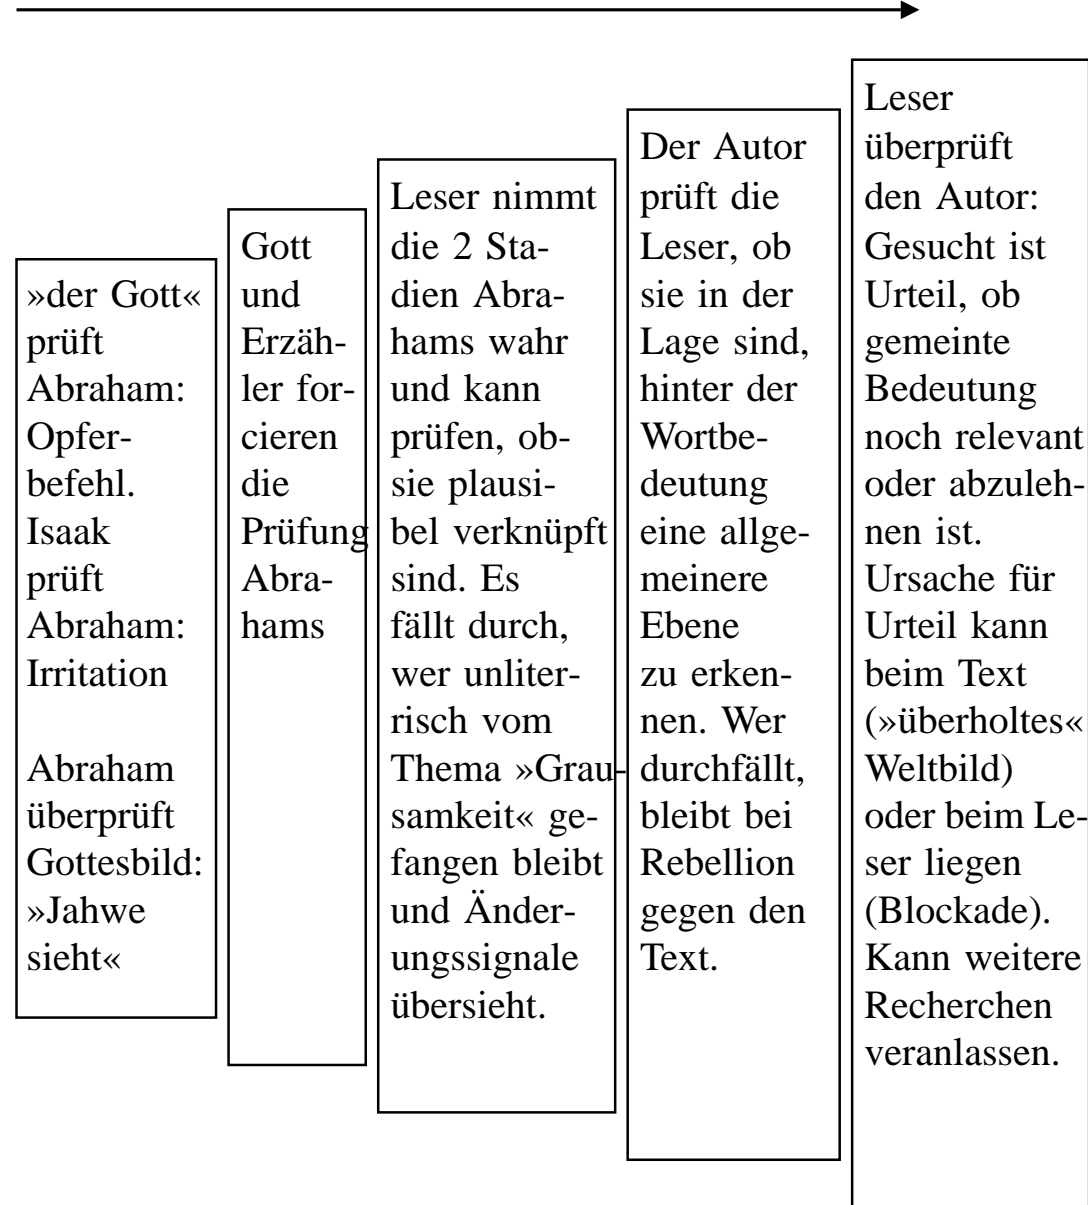 »der Gott«
prüft
Abraham:
Opfer-
befehl.
Isaak
prüft
Abraham:
Irritation
Abraham
überprüft
Gottesbild:
»Jahwe
sieht«
Gott
und
Erzäh-
ler for-
cieren
die
Prüfung
Abra-
hams
Leser nimmt
die 2 Sta-
dien Abra-
hams wahr
und kann
prüfen, ob-
sie plausi-
bel verknüpft
sind. Es
fällt durch,
wer unliter-
risch vom
Thema »Grau-
samkeit« ge-
fangen bleibt
und Änder-
ungssignale
übersieht.
Der Autor
prüft die
Leser, ob
sie in der
Lage sind,
hinter der
Wortbe-
deutung
eine allge-
meinere
Ebene
zu erken-
nen. Wer
durchfällt,
bleibt bei
Rebellion
gegen den
Text.
Leser
überprüft
den Autor:
Gesucht ist
Urteil, ob
gemeinte
Bedeutung
noch relevant
oder abzuleh-
nen ist.
Ursache für
Urteil kann
beim Text
(»überholtes«
Weltbild)
oder beim Le-
ser liegen
(Blockade).
Kann weitere
Recherchen
veranlassen.